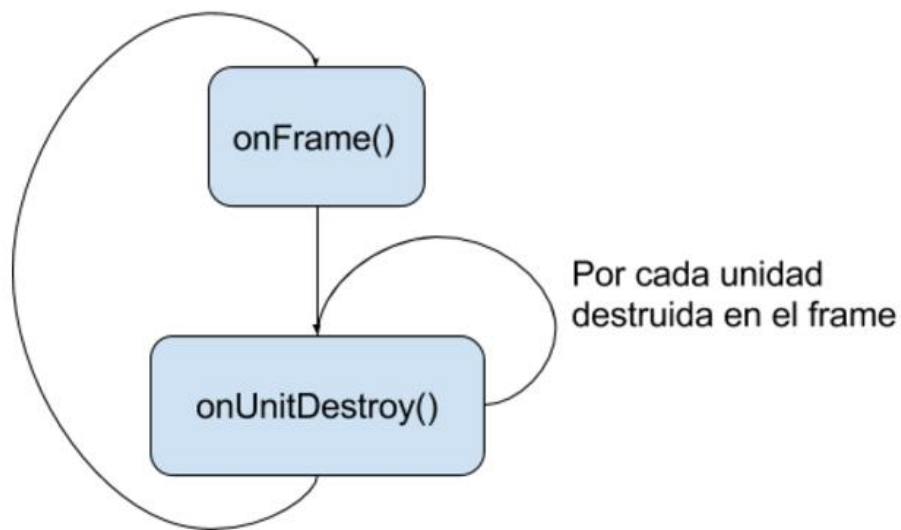 onFrame()
Por cada unidad
destruida en el frame
onUnitDestroy()